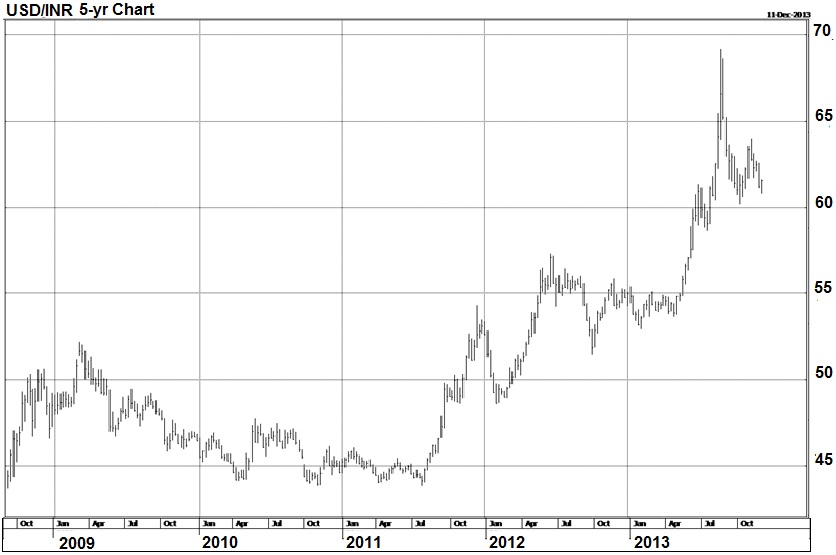 USD/INR 5-yr Chart
11-Dec-2013
70
65
60
55
50
45
Oct Jan Apr Jul Oct Jan Apr Jul Oct Jan Apr Jul Oct Jan Apr Jul Oct Jan Apr Jul Oct
2009 2010 2011 2012 2013